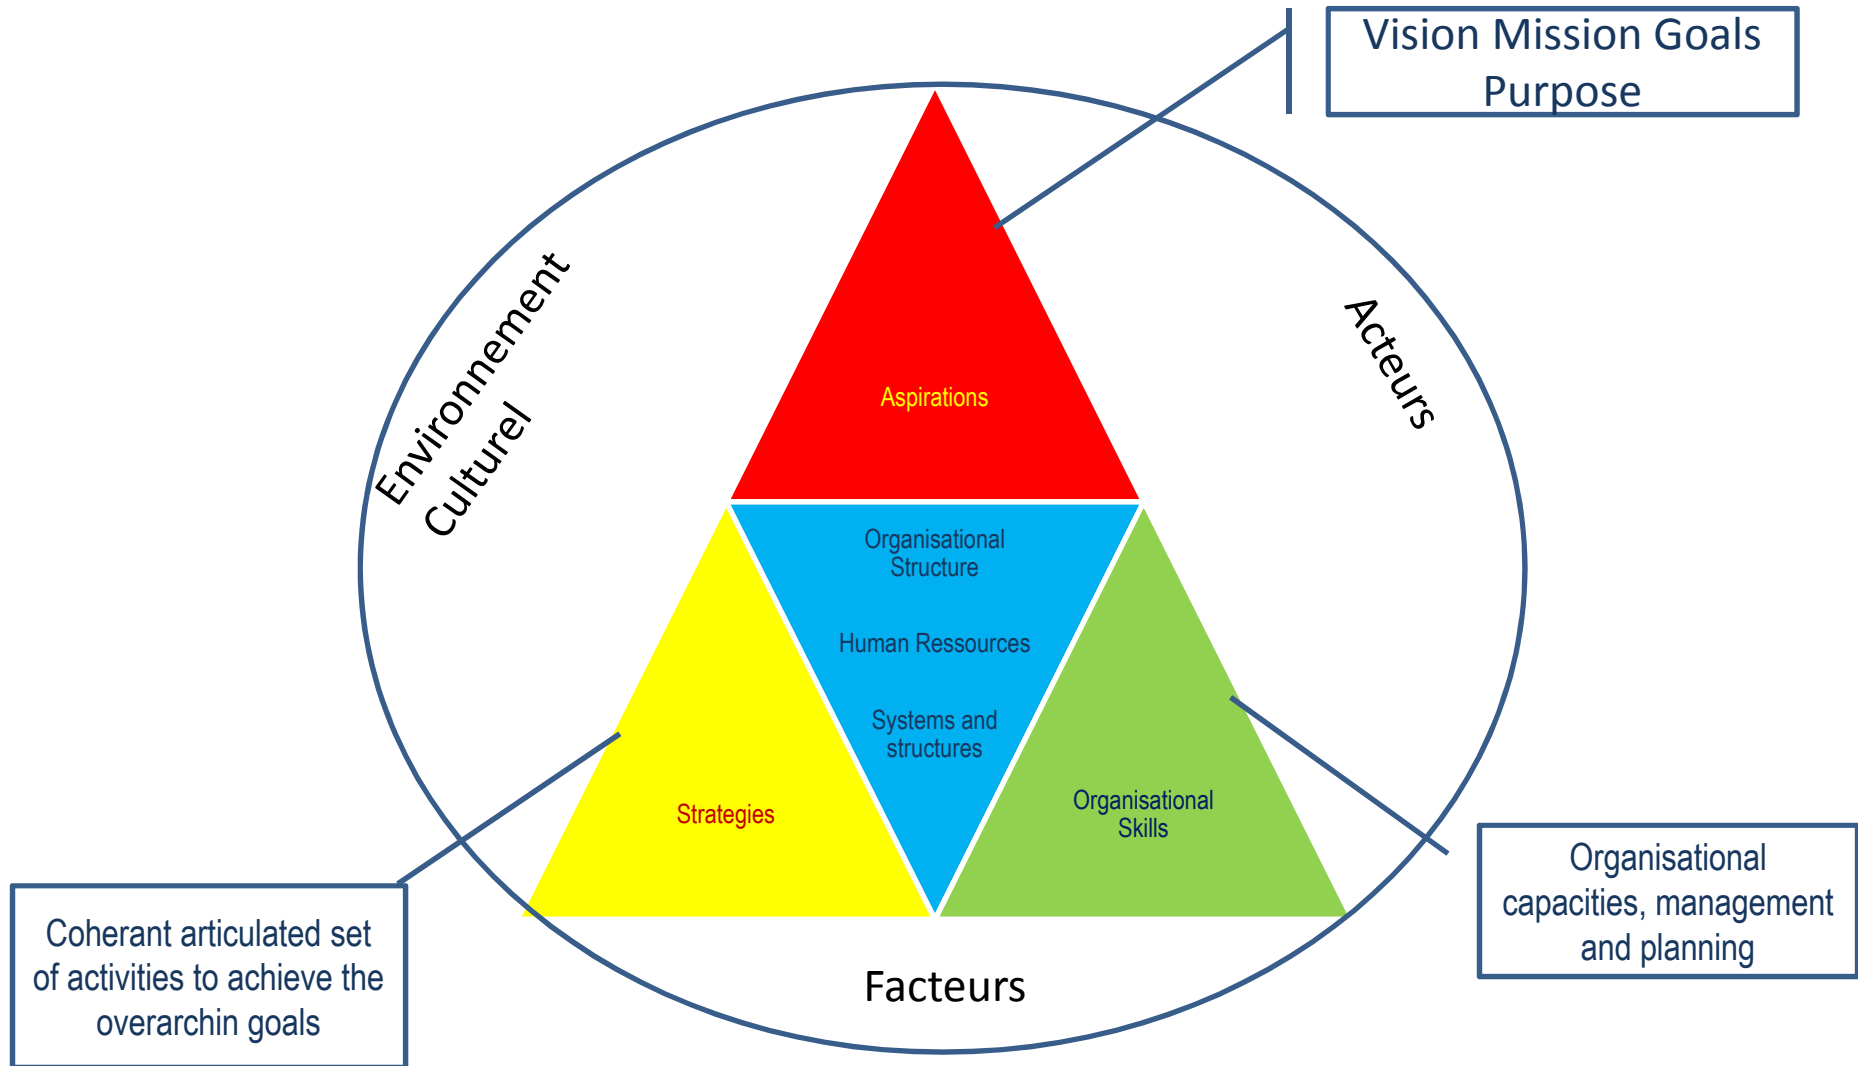 Vision Mission Goals
Purpose
Environnement
Culturel
Acteurs
Aspirations
Organisational
Structure
Human Ressources
Systems and
structures
Strategies
Organisational
Skills
Organisational
capacities, management
and planning
Coherant articulated set
of activities to achieve the
overarchin goals
Facteurs